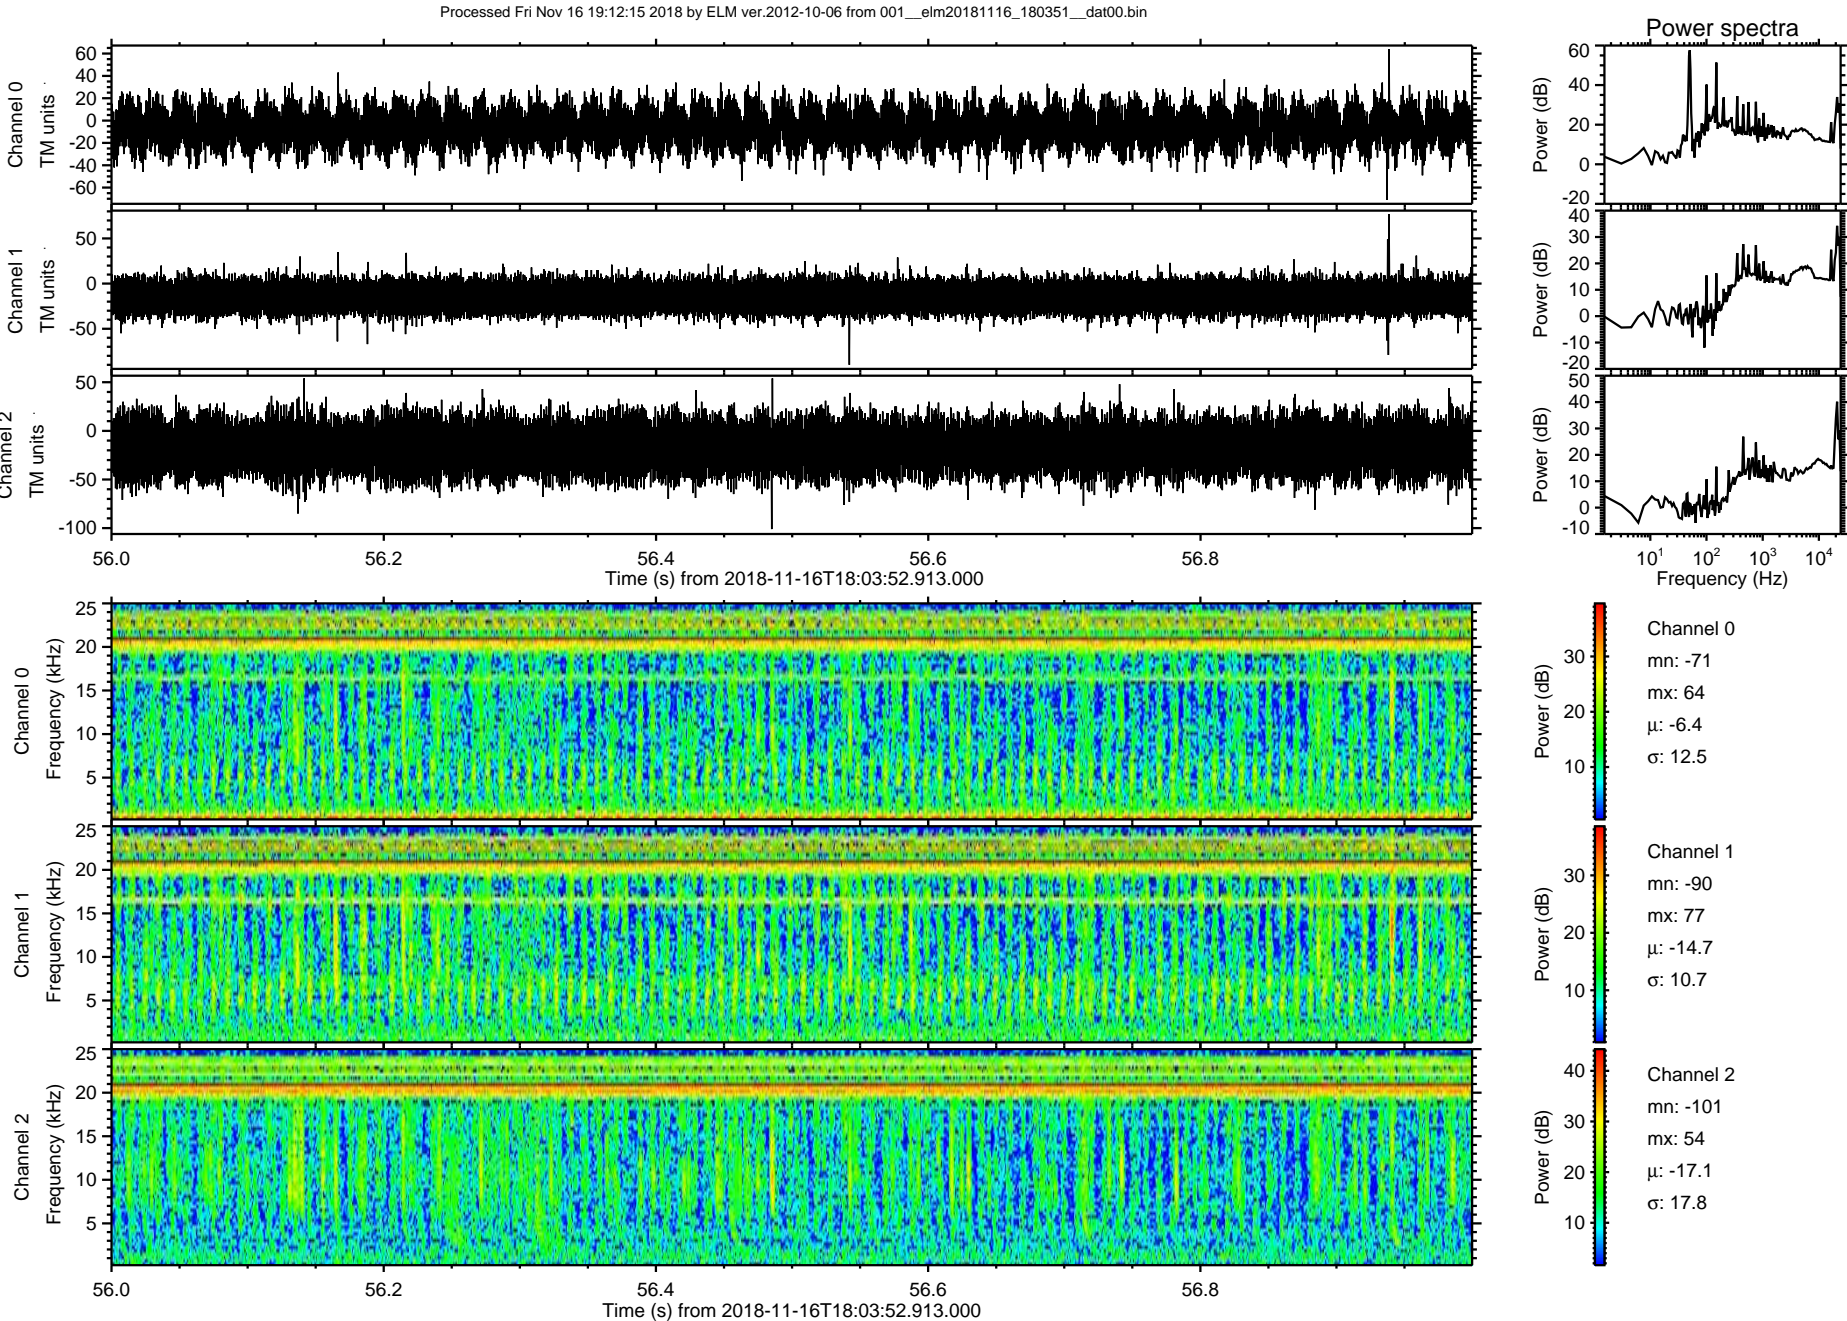 Processed Fri Nov 16 19:12:15 2018 by ELM ver.2012-10-06 from 001__elm20181116_180351__dat00.bin
Power spectra
Channel 0
TM units
60
40
20
0
-20
-40
-60
Power (dB)
60
40
20
0
-20
Channel 1
TM units
50
0
-50
Power (dB)
40
30
20
10
0
-10
-20
Channel 2
TM units
50
0
-50
-100
Power (dB)
50
40
30
20
10
0
-10
56.0 56.2 56.4 56.6 56.8
Time (s) from 2018-11-16T18:03:52.913.000
10^1 10^2 10^3 10^4
Frequency (Hz)
Channel 0
Frequency (kHz)
25
20
15
10
5
Power (dB)
30
20
10
Channel 0
mn: -71
mx: 64
μ: -6.4
σ: 12.5
Channel 1
Frequency (kHz)
25
20
15
10
5
Power (dB)
30
20
10
Channel 1
mn: -90
mx: 77
μ: -14.7
σ: 10.7
Channel 2
Frequency (kHz)
25
20
15
10
5
Power (dB)
40
30
20
10
Channel 2
mn: -101
mx: 54
μ: -17.1
σ: 17.8
56.0 56.2 56.4 56.6 56.8
Time (s) from 2018-11-16T18:03:52.913.000